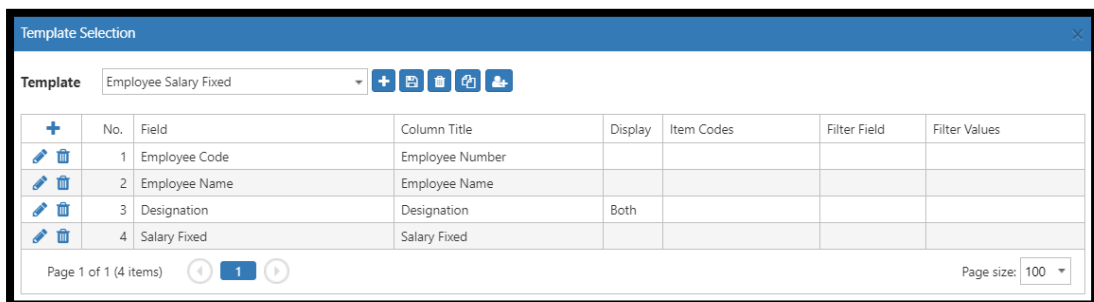 Template Selection
Template Employee Salary Fixed
No. Field Column Title Display Item Codes Filter Field Filter Values
1 Employee Code Employee Number
2 Employee Name Employee Name
3 Designation Designation Both
4 Salary Fixed Salary Fixed
Page 1 of 1 (4 items) 1 Page size: 100